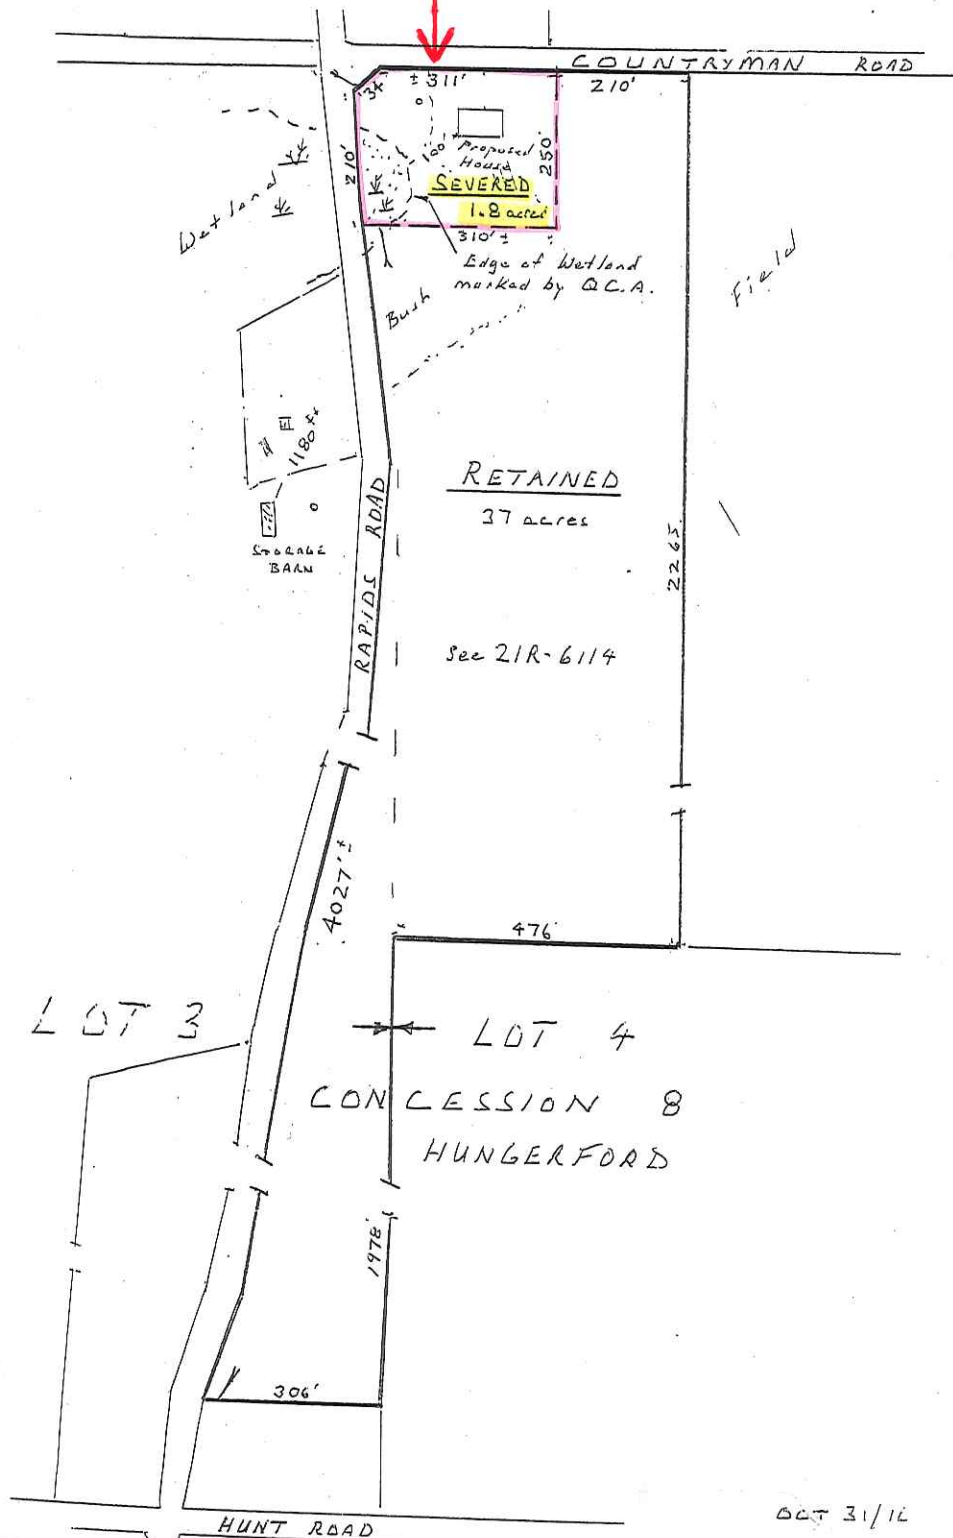 COUNTRYMAN ROAD
34'
± 311'
210'
210'
100'
Proposed
House
250'
SEVERED
1.8 acres
310' ±
Wetland
Edge of Wetland
marked by Q.C.A.
Field
Bush
1180 ft
STORAGE
BARN
RAPIDS ROAD
RETAINED
37 acres
2265'
See 21R-6114
4027' ±
476'
LOT 3
LOT 4
CONCESSION 8
HUNGERFORD
1978'
306'
HUNT ROAD
OCT 31/16